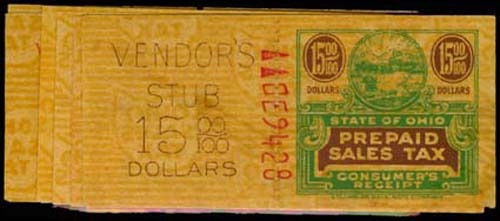 VENDOR'S
STUB
15 00/100
DOLLARS
AA0E9428
15 00/100
DOLLARS
15 00/100
DOLLARS
STATE OF OHIO
PREPAID
SALES TAX
CONSUMER'S
RECEIPT